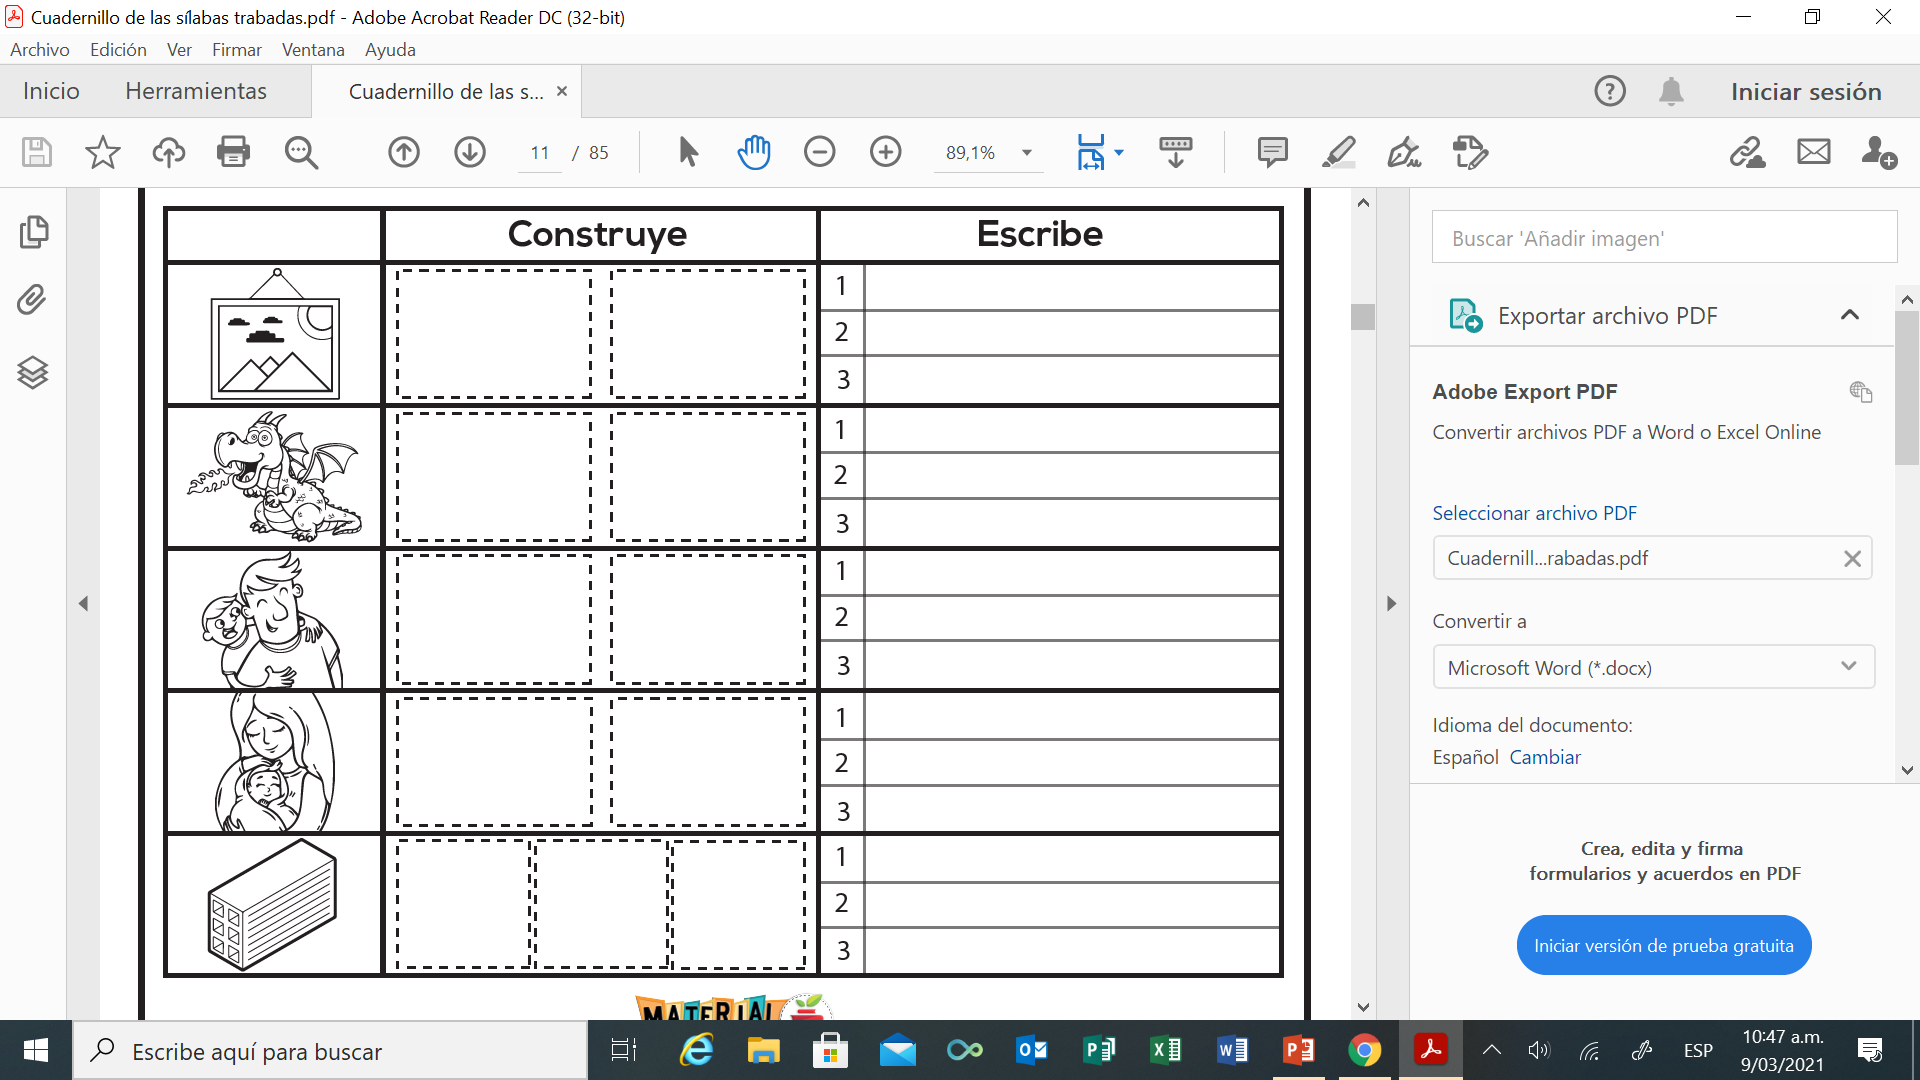 Cuadernillo de las sílabas trabadas.pdf - Adobe Acrobat Reader DC (32-bit)
Archivo Edición Ver Firmar Ventana Ayuda
Inicio Herramientas Cuadernillo de las s... × Iniciar sesión
11 / 85 89,1%
Construye Escribe
1
2
3
1
2
3
1
2
3
1
2
3
1
2
3
MATERIAL
Buscar 'Añadir imagen'
Exportar archivo PDF
Adobe Export PDF
Convertir archivos PDF a Word o Excel Online
Seleccionar archivo PDF
Cuadernill...rabadas.pdf
Convertir a
Microsoft Word (*.docx)
Idioma del documento:
Español Cambiar
Crea, edita y firma
formularios y acuerdos en PDF
Iniciar versión de prueba gratuita
Escribe aquí para buscar
ESP
10:47 a.m.
9/03/2021